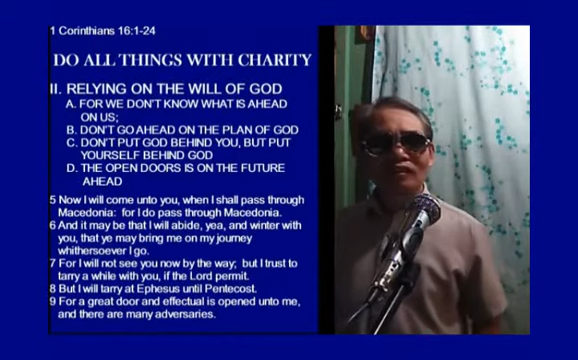 1 Corinthians 16:1-24
DO ALL THINGS WITH CHARITY
II. RELYING ON THE WILL OF GOD
A. FOR WE DON'T KNOW WHAT IS AHEAD
ON US;
B. DON'T GO AHEAD ON THE PLAN OF GOD
C. DON'T PUT GOD BEHIND YOU, BUT PUT
YOURSELF BEHIND GOD
D. THE OPEN DOORS IS ON THE FUTURE
AHEAD
5 Now I will come unto you, when I shall pass through
Macedonia: for I do pass through Macedonia.
6 And it may be that I will abide, yea, and winter with
you, that ye may bring me on my journey
whithersoever I go.
7 For I will not see you now by the way; but I trust to
tarry a while with you, if the Lord permit.
8 But I will tarry at Ephesus until Pentecost.
9 For a great door and effectual is opened unto me,
and there are many adversaries.